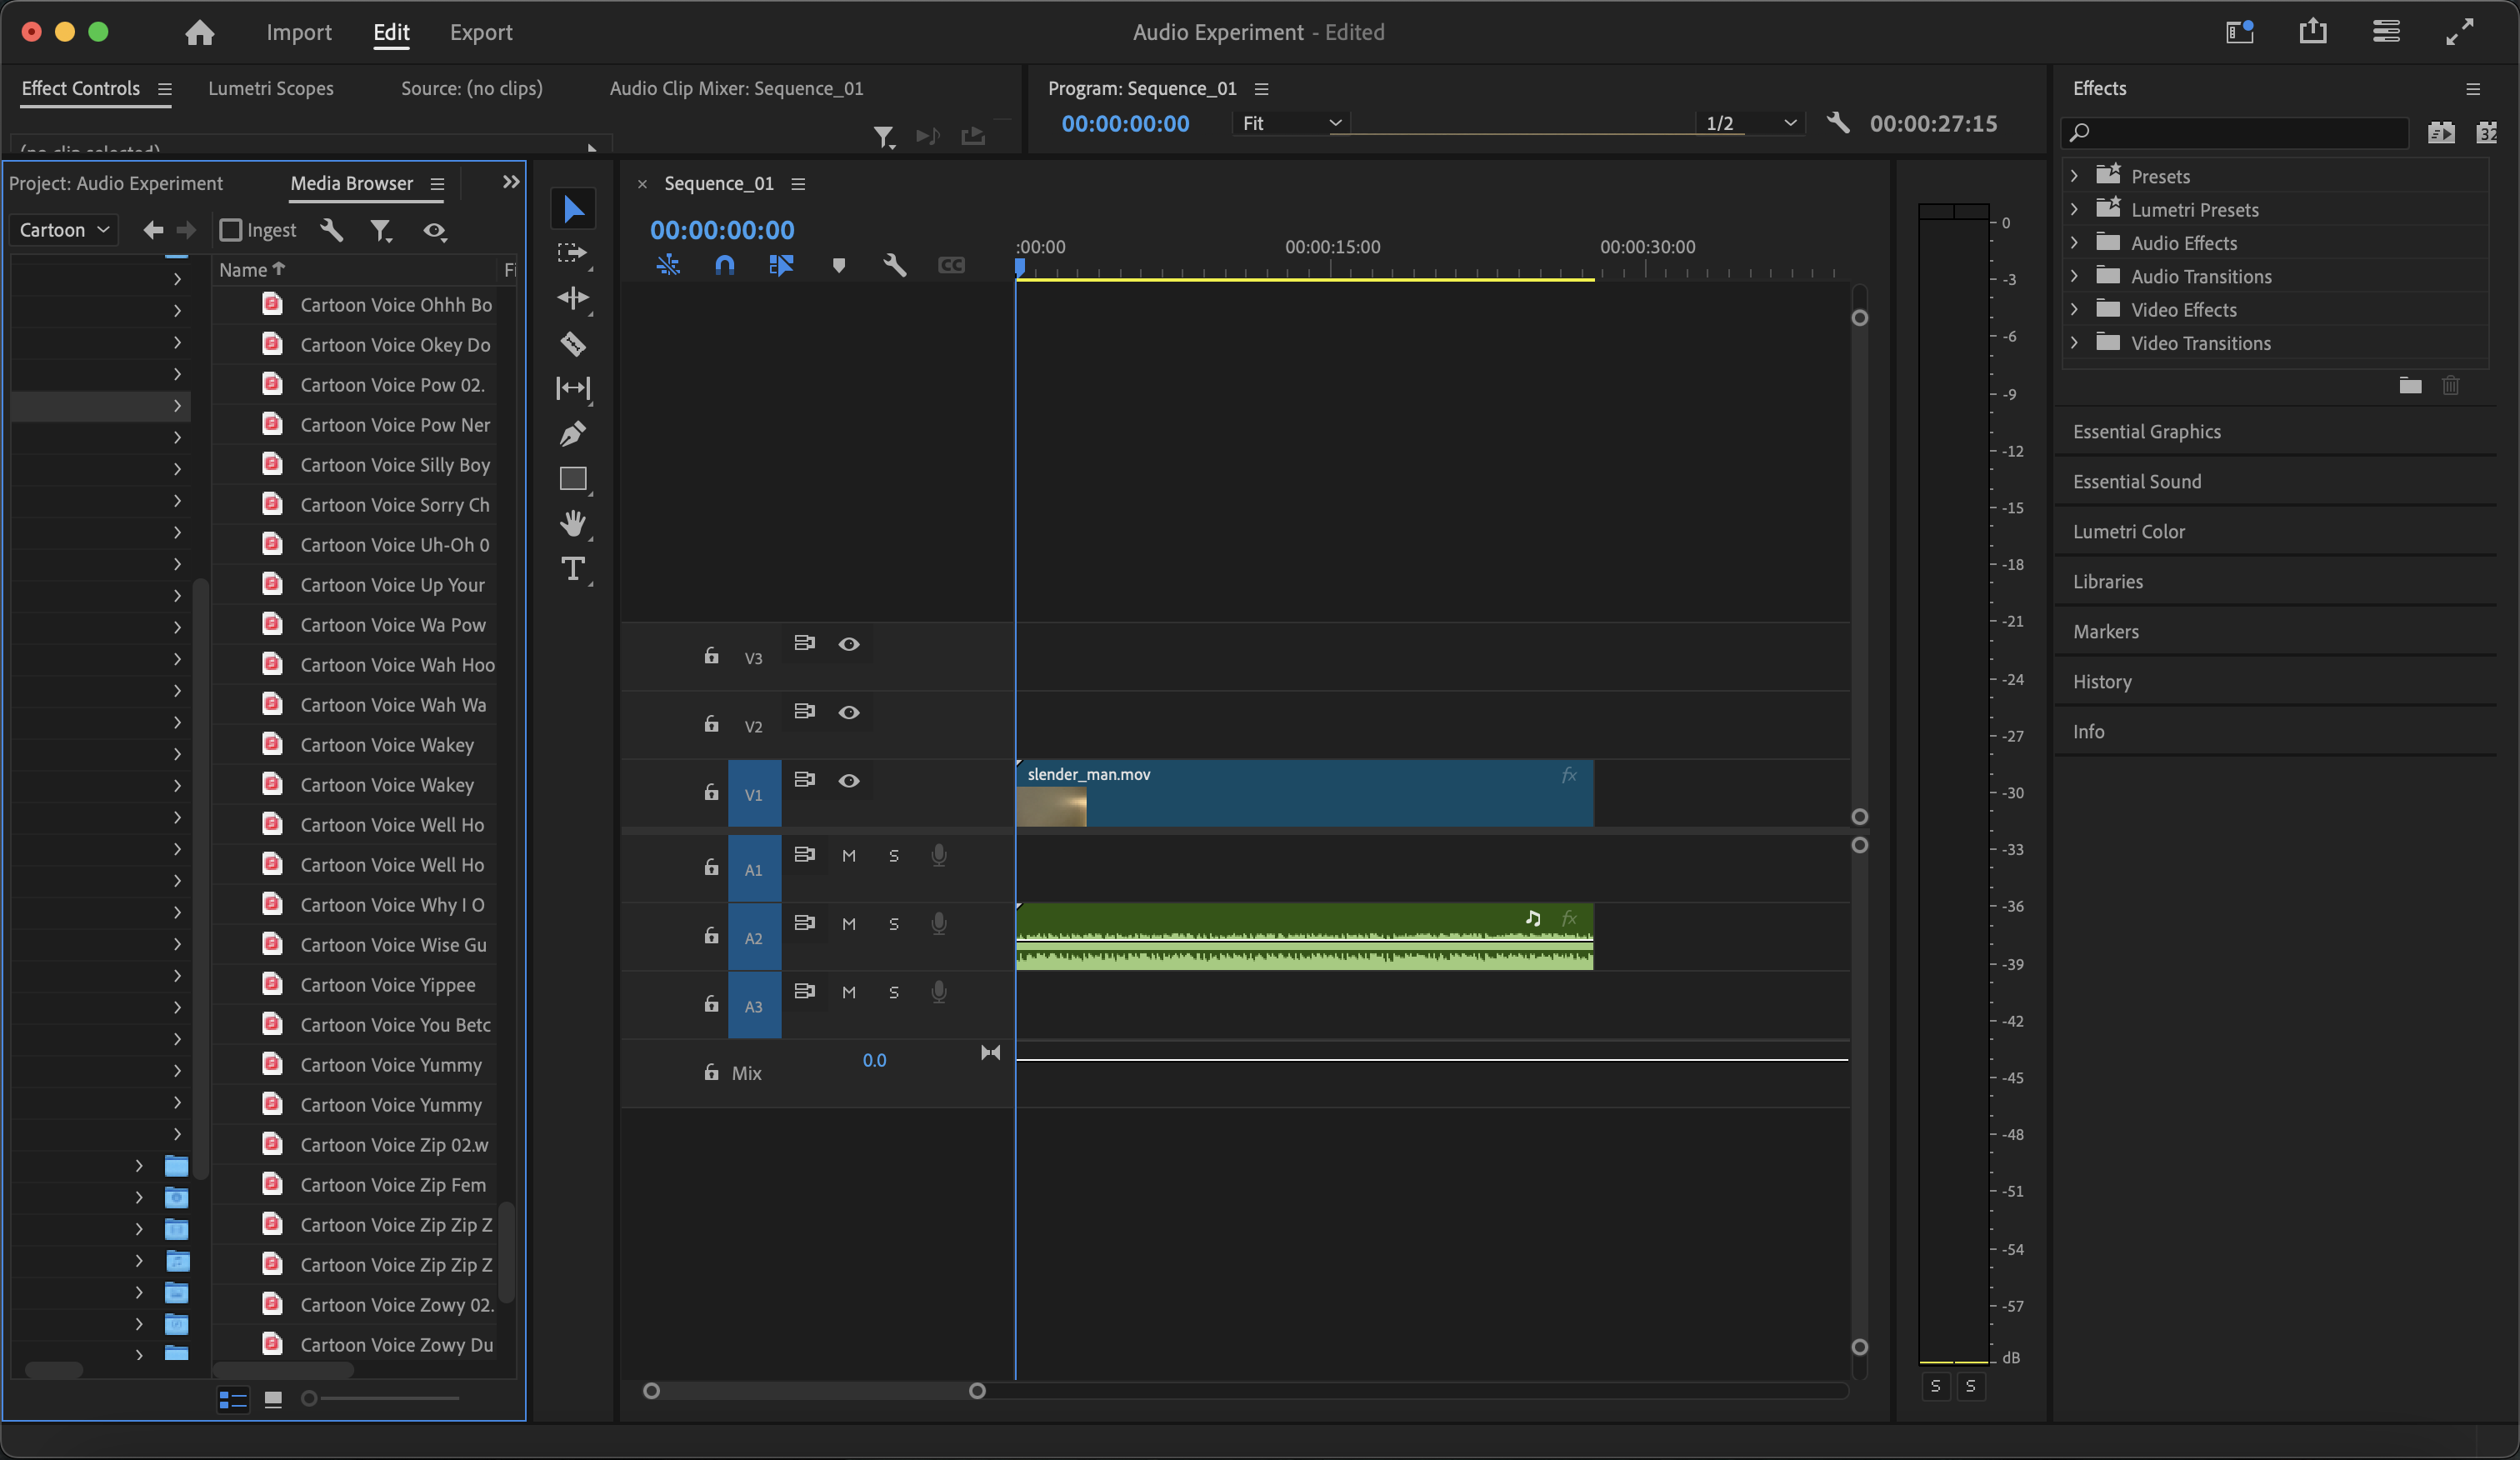 Import Edit Export Audio Experiment - Edited
Effect Controls Lumetri Scopes Source: (no clips) Audio Clip Mixer: Sequence_01
(no clip selected)
Program: Sequence_01
00:00:00:00 Fit 1/2 00:00:27:15
Project: Audio Experiment Media Browser
Cartoon Ingest
Name Fi
Cartoon Voice Ohhh Bo
Cartoon Voice Okey Do
Cartoon Voice Pow 02.
Cartoon Voice Pow Ner
Cartoon Voice Silly Boy
Cartoon Voice Sorry Ch
Cartoon Voice Uh-Oh 0
Cartoon Voice Up Your
Cartoon Voice Wa Pow
Cartoon Voice Wah Hoo
Cartoon Voice Wah Wa
Cartoon Voice Wakey
Cartoon Voice Wakey
Cartoon Voice Well Ho
Cartoon Voice Well Ho
Cartoon Voice Why I O
Cartoon Voice Wise Gu
Cartoon Voice Yippee
Cartoon Voice You Betc
Cartoon Voice Yummy
Cartoon Voice Yummy
Cartoon Voice Zip 02.w
Cartoon Voice Zip Fem
Cartoon Voice Zip Zip Z
Cartoon Voice Zip Zip Z
Cartoon Voice Zowy 02.
Cartoon Voice Zowy Du
T
Sequence_01
00:00:00:00
CC
:00:00 00:00:15:00 00:00:30:00
V3
V2
V1 slender_man.mov fx
A1 M S
A2 M S fx
A3 M S
Mix 0.0
0
-3
-6
-9
-12
-15
-18
-21
-24
-27
-30
-33
-36
-39
-42
-45
-48
-51
-54
-57
dB
S S
Effects
32
Presets
Lumetri Presets
Audio Effects
Audio Transitions
Video Effects
Video Transitions
Essential Graphics
Essential Sound
Lumetri Color
Libraries
Markers
History
Info